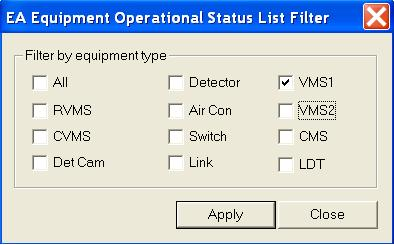 EA Equipment Operational Status List Filter
Filter by equipment type
All Detector VMS1
RVMS Air Con VMS2
CVMS Switch CMS
Det Cam Link LDT
Apply Close